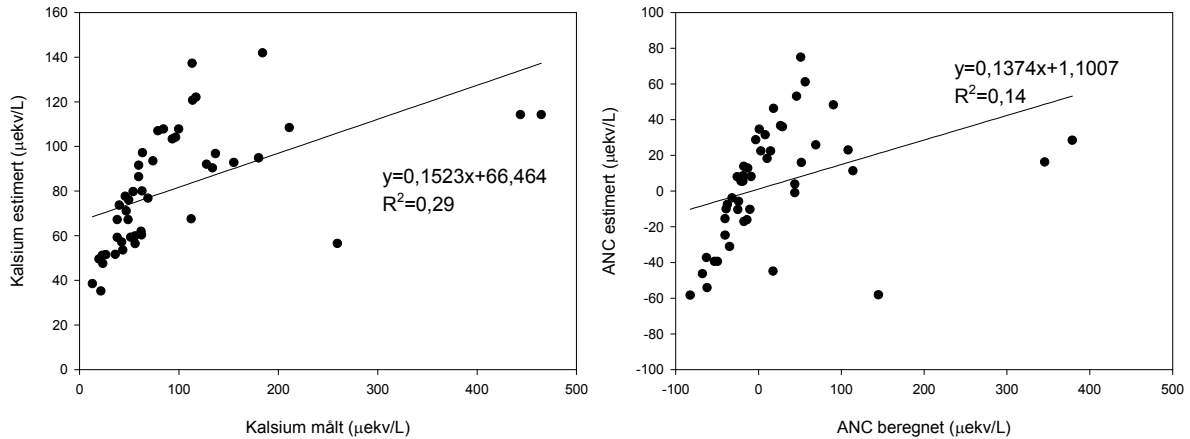 160
140
120
100
80
60
40
20
0
Kalsium estimert (µekv/L)
y=0,1523x+66,464
R²=0,29
0 100 200 300 400 500
Kalsium målt (µekv/L)
100
80
60
40
20
0
-20
-40
-60
-80
-100
ANC estimert (µekv/L)
y=0,1374x+1,1007
R²=0,14
-100 0 100 200 300 400 500
ANC beregnet (µekv/L)